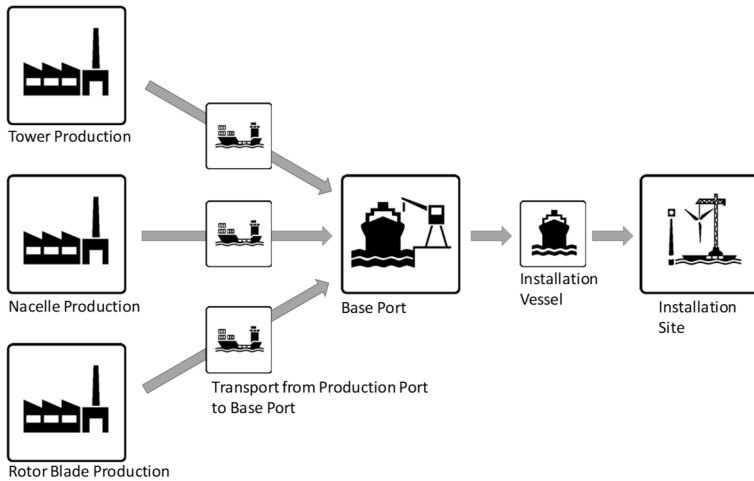 Tower Production
Nacelle Production
Base Port
Installation
Vessel
Installation
Site
Transport from Production Port
to Base Port
Rotor Blade Production